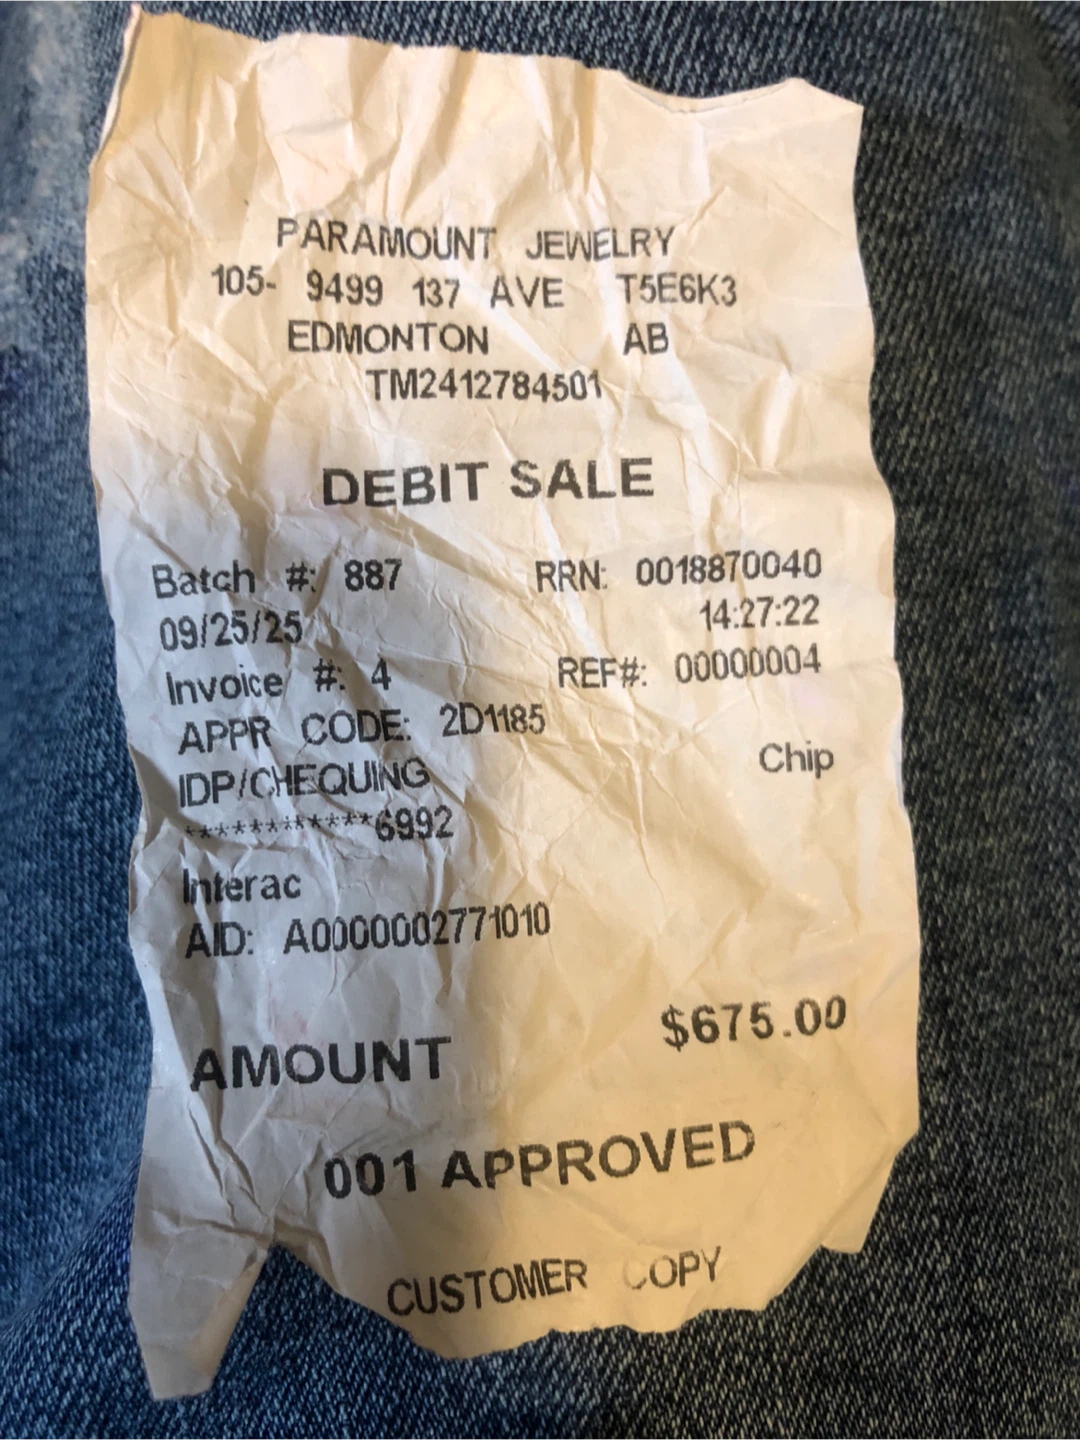 PARAMOUNT JEWELRY
105- 9499 137 AVE T5E6K3
EDMONTON AB
TM2412784501
DEBIT SALE
Batch #: 887 RRN: 0018870040
09/25/25 14:27:22
Invoice #: 4 REF#: 00000004
APPR CODE: 2D1185
IDP/CHEQUING Chip
************6992
Interac
AID: A0000002771010
AMOUNT $675.00
001 APPROVED
CUSTOMER COPY